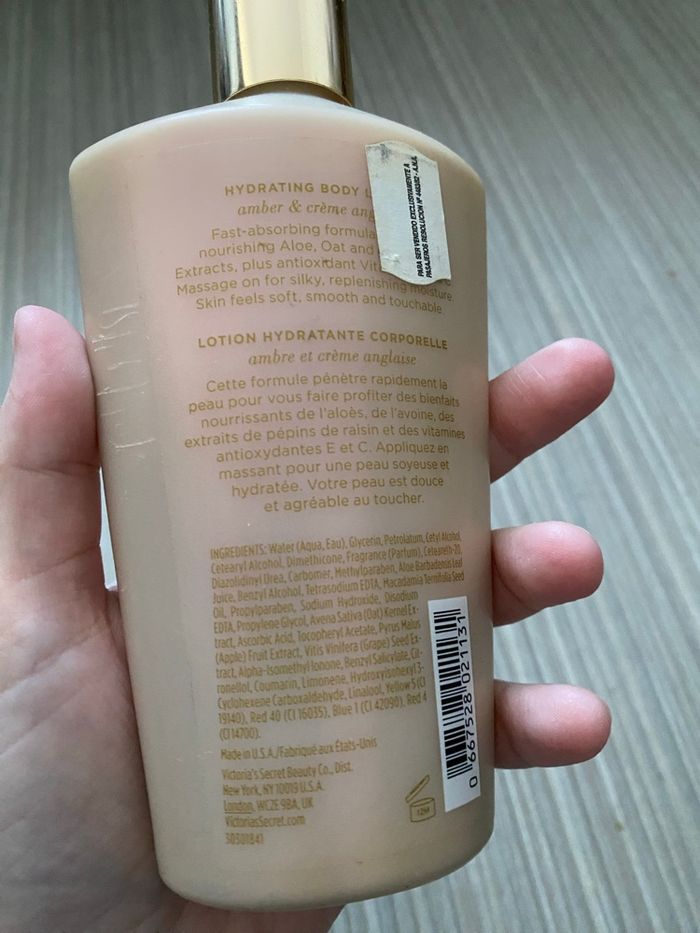 HYDRATING BODY
amber & crème
Fast-absorbing formula
nourishing Aloe, Oat and
Extracts, plus antioxidant
Massage on for silky, replenishing moisture.
Skin feels soft, smooth and touchable
PARA SER VENDIDO EXCLUSIVAMENTE A
PASAJEROS RESOLUCION Nº
LOTION HYDRATANTE CORPORELLE
ambre et crème anglaise
Cette formule pénètre rapidement la
peau pour vous faire profiter des bienfaits
nourrissants de l'aloès, de l'avoine, des
extraits de pépins de raisin et des vitamines
antioxydantes E et C. Appliquez en
massant pour une peau soyeuse et
hydratée. Votre peau est douce
et agréable au toucher.
INGREDIENTS: Water (Aqua, Eau), Glycerin, Petrolatum, Cetyl Alcohol,
Cetearyl Alcohol, Dimethicone, Fragrance (Parfum), Ceteareth-20,
Diazolidinyl Urea, Carbomer, Methylparaben, Aloe Barbadensis Leaf
Juice, Benzyl Alcohol, Tetrasodium EDTA, Macadamia Ternifolia Seed
Oil, Propylparaben, Sodium Hydroxide, Disodium
EDTA, Propylene Glycol, Avena Sativa (Oat) Kernel Ex-
tract, Ascorbic Acid, Tocopheryl Acetate, Pyrus Malus
(Apple) Fruit Extract, Vitis Vinifera (Grape) Seed Ex-
tract, Alpha-Isomethyl Ionone, Benzyl Salicylate, Cit-
ronellol, Coumarin, Limonene, Hydroxyisohexyl 3-
Cyclohexene Carboxaldehyde, Linalool, Yellow 5 (CI
19140), Red 40 (CI 16035), Blue 1 (CI 42090), Red 4
(CI 14700).
Made in U.S.A./Fabriqué aux États-Unis
Victoria's Secret Beauty Co., Dist.
New York, NY 10019 U.S.A.
London, WC2E 9BA, UK
VictoriasSecret.com
30301841
12M
0 667528 021131